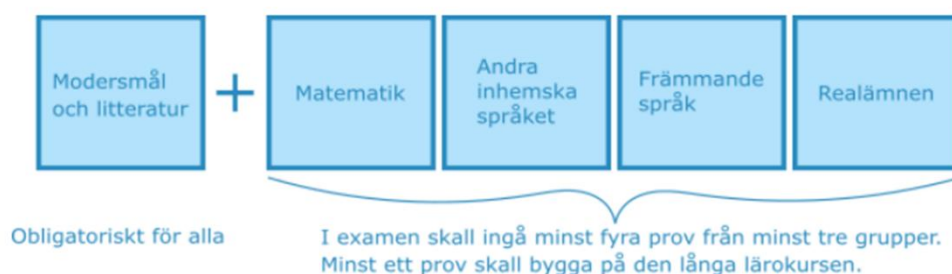 Modersmål
och litteratur
+
Matematik
Andra
inhemska
språket
Främmande
språk
Realämnen
Obligatoriskt för alla
I examen skall ingå minst fyra prov från minst tre grupper.
Minst ett prov skall bygga på den långa lärokursen.